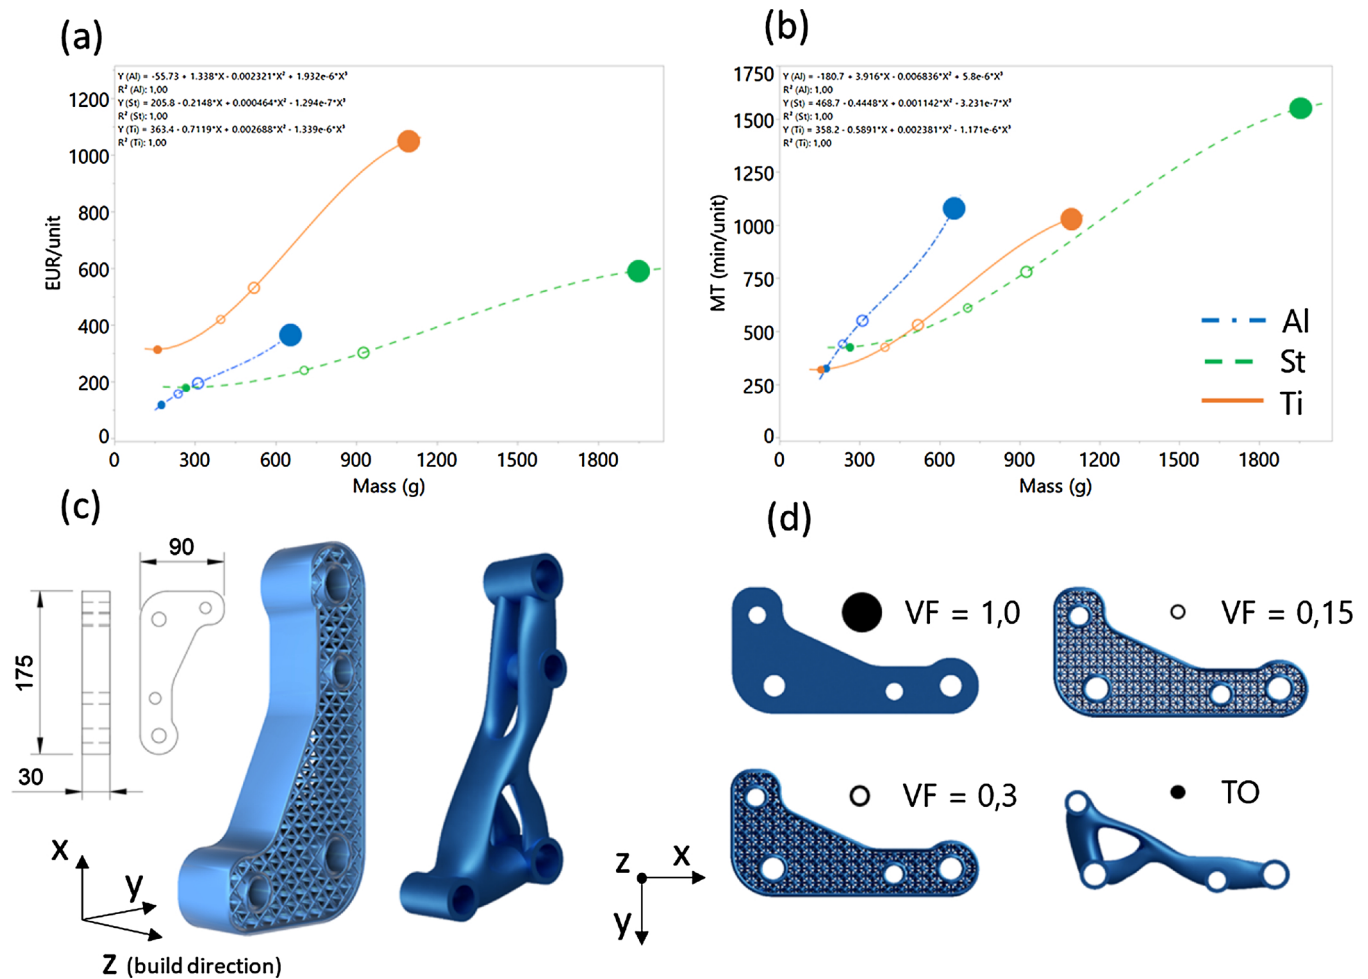 (a)
Y (Al) = -55.73 + 1.338*X - 0.002321*X² + 1.932e-6*X³
R² (Al): 1,00
Y (St) = 205.8 - 0.2148*X + 0.000464*X² - 1.294e-7*X³
R² (St): 1,00
Y (Ti) = 363.4 - 0.7119*X + 0.002688*X² - 1.339e-6*X³
R² (Ti): 1,00
EUR/unit
1200
1000
800
600
400
200
0
0 300 600 900 1200 1500 1800
Mass (g)
(b)
Y (Al) = -180.7 + 3.916*X - 0.006836*X² + 5.8e-6*X³
R² (Al): 1,00
Y (St) = 468.7 - 0.4448*X + 0.001142*X² - 3.231e-7*X³
R² (St): 1,00
Y (Ti) = 358.2 - 0.5891*X + 0.002381*X² - 1.171e-6*X³
R² (Ti): 1,00
MT (min/unit)
1750
1500
1250
1000
750
500
250
0
0 300 600 900 1200 1500 1800
Mass (g)
Al
St
Ti
(c)
90
175
30
x
y
z (build direction)
(d)
VF = 1,0
VF = 0,15
VF = 0,3
TO
z x
y